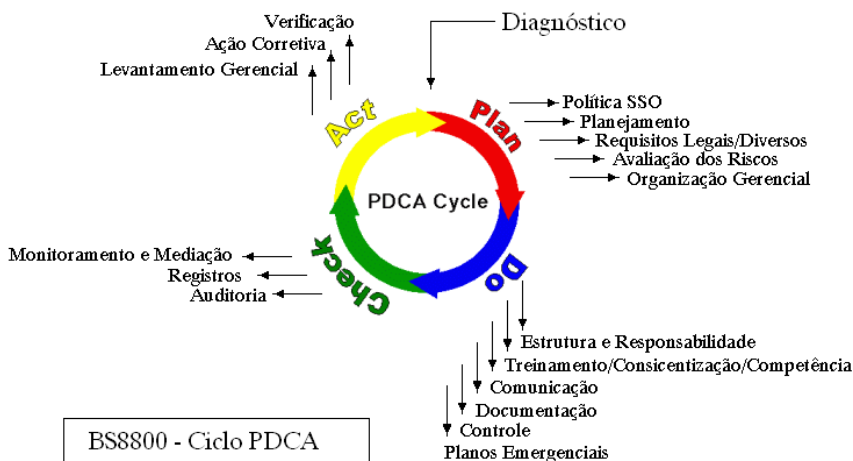 Verificação
Ação Corretiva
Levantamento Gerencial
Diagnóstico
Act
Plan
Política SSO
Planejamento
Requisitos Legais/Diversos
Avaliação dos Riscos
Organização Gerencial
PDCA Cycle
Check
Do
Monitoramento e Mediação
Registros
Auditoria
Estrutura e Responsabilidade
Treinamento/Consicentização/Competência
Comunicação
Documentação
Controle
Planos Emergenciais
BS8800 - Ciclo PDCA